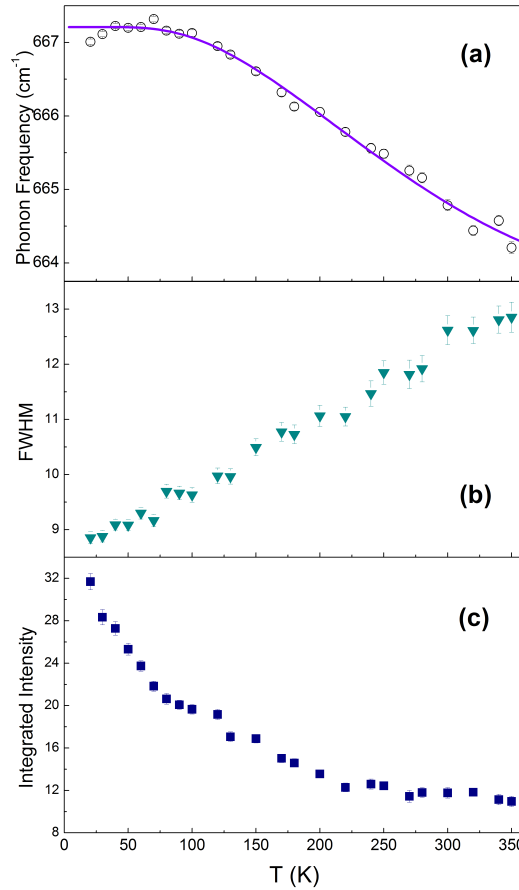 (a)
Phonon Frequency (cm⁻¹)
667
666
665
664
(b)
FWHM
13
12
11
10
9
(c)
Integrated Intensity
32
28
24
20
16
12
8
0 50 100 150 200 250 300 350
T (K)